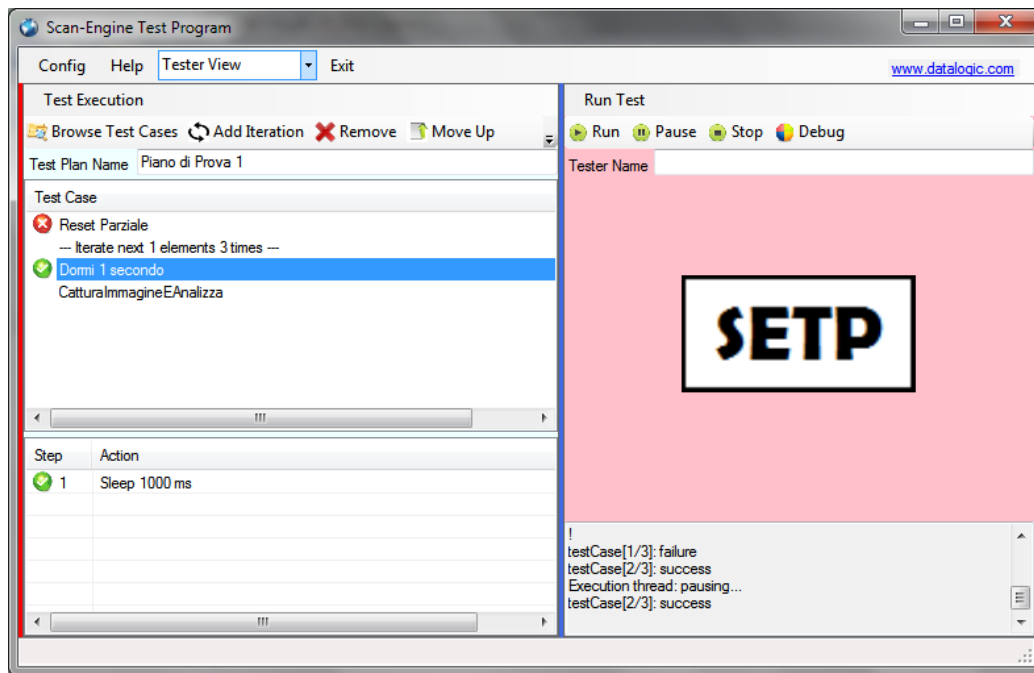 Scan-Engine Test Program
Config Help Tester View Exit www.datalogic.com
Test Execution
Browse Test Cases Add Iteration Remove Move Up
Test Plan Name Piano di Prova 1
Test Case
Reset Parziale
--- Iterate next 1 elements 3 times ---
Dormi 1 secondo
CatturaImmagineEAnalizza
Step Action
1 Sleep 1000 ms
Run Test
Run Pause Stop Debug
Tester Name
SETP
!
testCase[1/3]: failure
testCase[2/3]: success
Execution thread: pausing...
testCase[2/3]: success